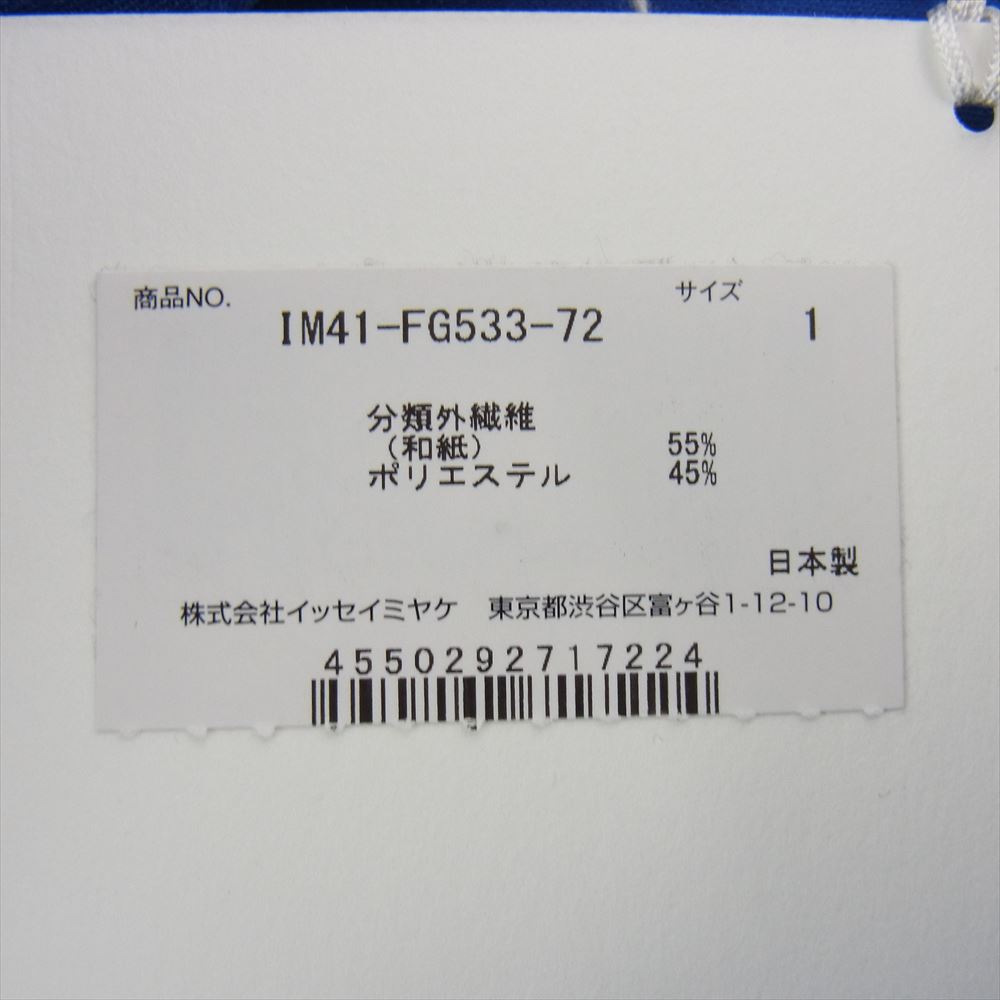 商品NO. サイズ
IM41-FG533-72 1
分類外繊維
(和紙) 55%
ポリエステル 45%
日本製
株式会社イッセイミヤケ 東京都渋谷区富ヶ谷1-12-10
4550292717224